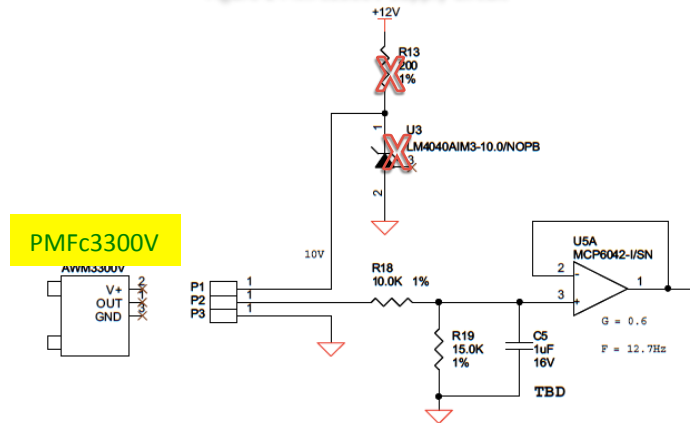 +12V
R13
200
1%
1
U3
LM4040AIM3-10.0/NOPB
3
2
PMFc3300V
10V
AWM3300V
V+ 2
OUT 1
GND 3
P1 1
P2 1
P3 1
R18
10.0K 1%
R19
15.0K
1%
C5
1uF
16V
TBD
U5A
MCP6042-I/SN
2
1
3
G = 0.6
F = 12.7Hz